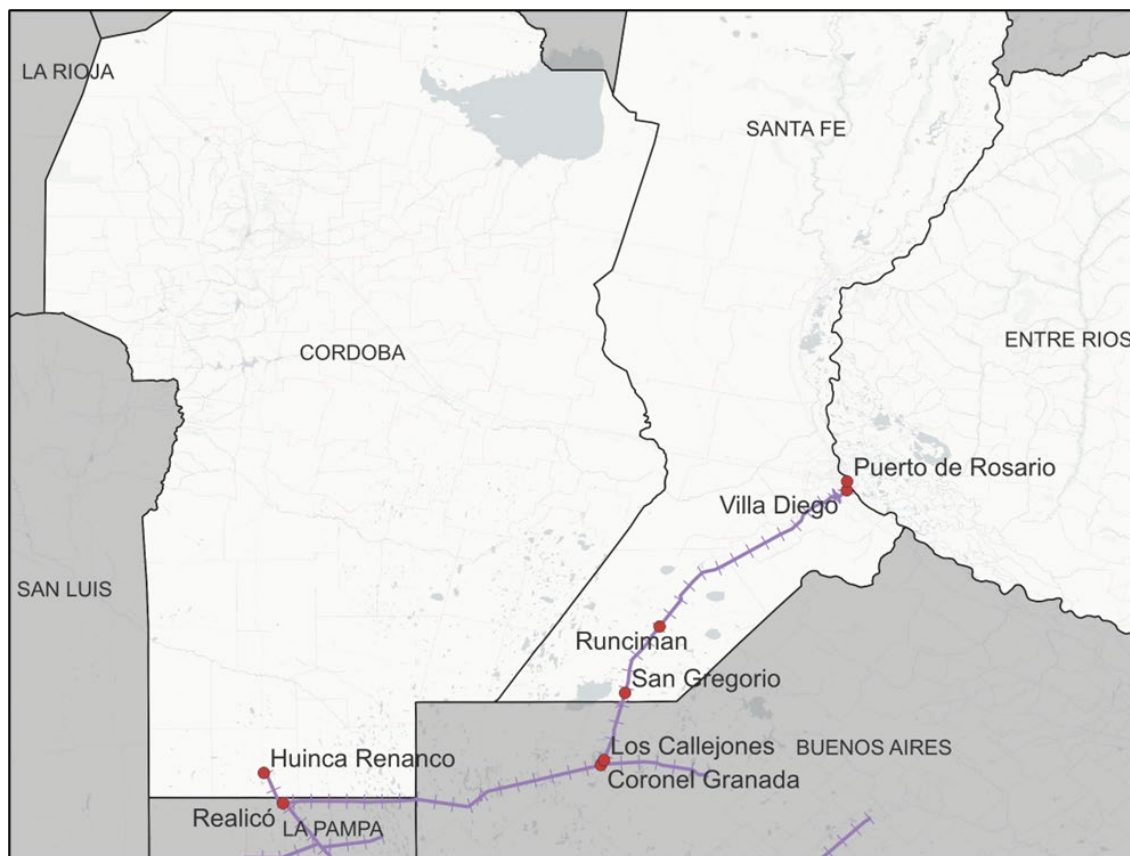 LA RIOJA
SANTA FE
CORDOBA
ENTRE RIOS
Puerto de Rosario
Villa Diego
SAN LUIS
Runciman
San Gregorio
Los Callejones
BUENOS AIRES
Huinca Renanco
Coronel Granada
Realicó
LA PAMPA